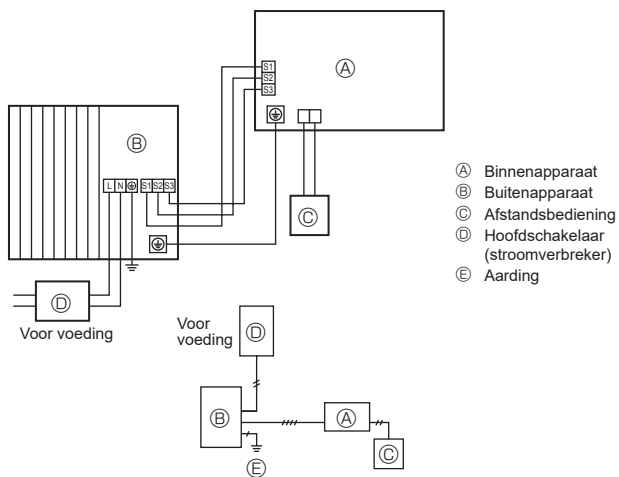 S1
S2
S3
Ⓐ
Ⓑ
L N S1 S2 S3
Ⓒ
Ⓓ
Voor voeding
Ⓐ Binnenapparaat
Ⓑ Buitenapparaat
Ⓒ Afstandsbediening
Ⓓ Hoofdschakelaar
(stroomverbreker)
Ⓔ Aarding
Voor
voeding
Ⓓ
Ⓑ
Ⓐ
Ⓒ
Ⓔ